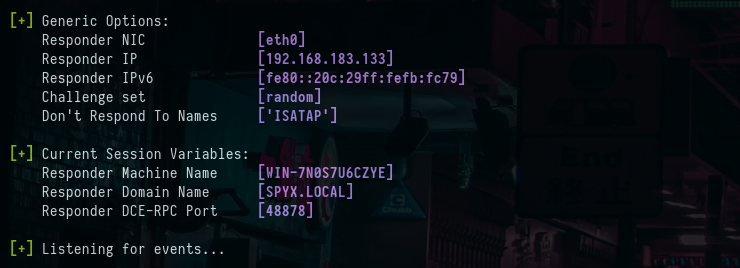 [+] Generic Options:
Responder NIC [eth0]
Responder IP [192.168.183.133]
Responder IPv6 [fe80::20c:29ff:fefb:fc79]
Challenge set [random]
Don't Respond To Names ['ISATAP']
[+] Current Session Variables:
Responder Machine Name [WIN-7N0S7U6CZYE]
Responder Domain Name [SPYX.LOCAL]
Responder DCE-RPC Port [48878]
[+] Listening for events...